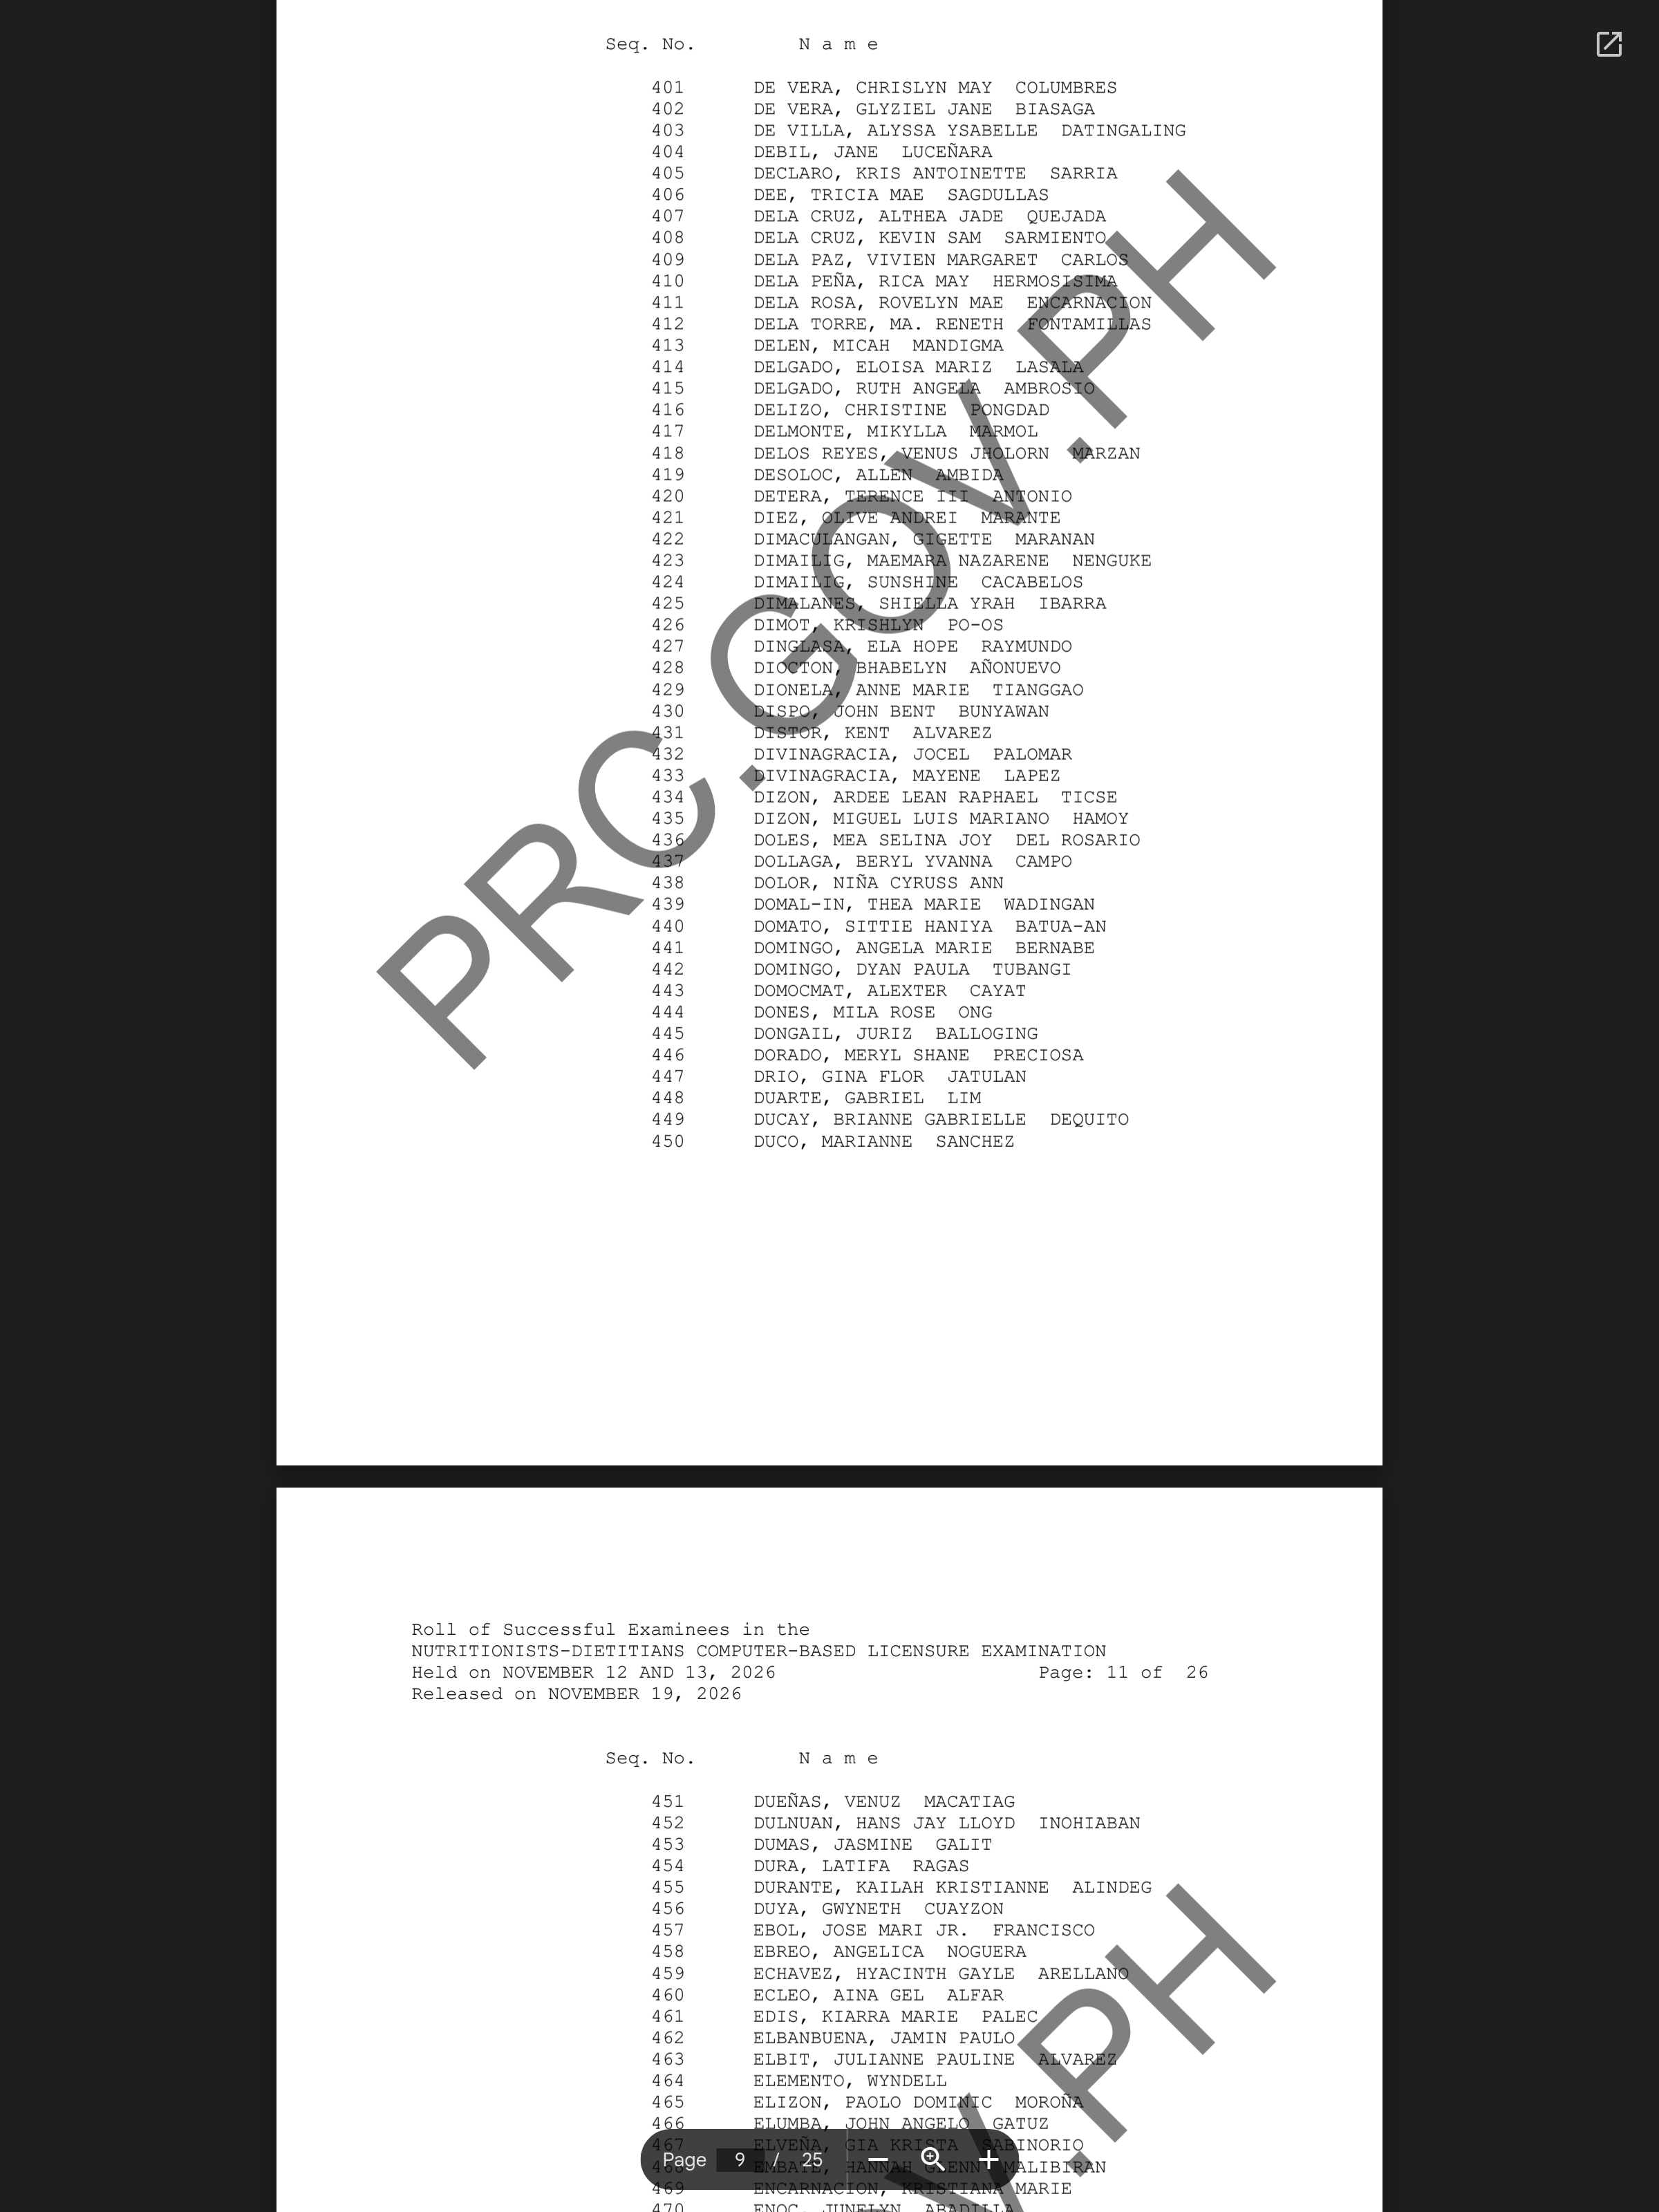 Seq. No. N a m e
401 DE VERA, CHRISLYN MAY COLUMBRES
402 DE VERA, GLYZIEL JANE BIASAGA
403 DE VILLA, ALYSSA YSABELLE DATINGALING
404 DEBIL, JANE LUCEÑARA
405 DECLARO, KRIS ANTOINETTE SARRIA
406 DEE, TRICIA MAE SAGDULLAS
407 DELA CRUZ, ALTHEA JADE QUEJADA
408 DELA CRUZ, KEVIN SAM SARMIENTO
409 DELA PAZ, VIVIEN MARGARET CARLOS
410 DELA PEÑA, RICA MAY HERMOSISIMA
411 DELA ROSA, ROVELYN MAE ENCARNACION
412 DELA TORRE, MA. RENETH FONTAMILLAS
413 DELEN, MICAH MANDIGMA
414 DELGADO, ELOISA MARIZ LASALA
415 DELGADO, RUTH ANGELA AMBROSIO
416 DELIZO, CHRISTINE PONGDAD
417 DELMONTE, MIKYLLA MARMOL
418 DELOS REYES, VENUS JHOLORN MARZAN
419 DESOLOC, ALLEN AMBIDA
420 DETERA, TERENCE III ANTONIO
421 DIEZ, OLIVE ANDREI MARANTE
422 DIMACULANGAN, GIGETTE MARANAN
423 DIMAILIG, MAEMARA NAZARENE NENGUKE
424 DIMAILIG, SUNSHINE CACABELOS
425 DIMALANES, SHIELLA YRAH IBARRA
426 DIMOT, KRISHLYN PO-OS
427 DINGLASA, ELA HOPE RAYMUNDO
428 DIOCTON, BHABELYN AÑONUEVO
429 DIONELA, ANNE MARIE TIANGGAO
430 DISPO, JOHN BENT BUNYAWAN
431 DISTOR, KENT ALVAREZ
432 DIVINAGRACIA, JOCEL PALOMAR
433 DIVINAGRACIA, MAYENE LAPEZ
434 DIZON, ARDEE LEAN RAPHAEL TICSE
435 DIZON, MIGUEL LUIS MARIANO HAMOY
436 DOLES, MEA SELINA JOY DEL ROSARIO
437 DOLLAGA, BERYL YVANNA CAMPO
438 DOLOR, NIÑA CYRUSS ANN
439 DOMAL-IN, THEA MARIE WADINGAN
440 DOMATO, SITTIE HANIYA BATUA-AN
441 DOMINGO, ANGELA MARIE BERNABE
442 DOMINGO, DYAN PAULA TUBANGI
443 DOMOCMAT, ALEXTER CAYAT
444 DONES, MILA ROSE ONG
445 DONGAIL, JURIZ BALLOGING
446 DORADO, MERYL SHANE PRECIOSA
447 DRIO, GINA FLOR JATULAN
448 DUARTE, GABRIEL LIM
449 DUCAY, BRIANNE GABRIELLE DEQUITO
450 DUCO, MARIANNE SANCHEZ
PRC.GOV.PH
Roll of Successful Examinees in the
NUTRITIONISTS-DIETITIANS COMPUTER-BASED LICENSURE EXAMINATION
Held on NOVEMBER 12 AND 13, 2026 Page: 11 of 26
Released on NOVEMBER 19, 2026
Seq. No. N a m e
451 DUEÑAS, VENUZ MACATIAG
452 DULNUAN, HANS JAY LLOYD INOHIABAN
453 DUMAS, JASMINE GALIT
454 DURA, LATIFA RAGAS
455 DURANTE, KAILAH KRISTIANNE ALINDEG
456 DUYA, GWYNETH CUAYZON
457 EBOL, JOSE MARI JR. FRANCISCO
458 EBREO, ANGELICA NOGUERA
459 ECHAVEZ, HYACINTH GAYLE ARELLANO
460 ECLEO, AINA GEL ALFAR
461 EDIS, KIARRA MARIE PALEC
462 ELBANBUENA, JAMIN PAULO
463 ELBIT, JULIANNE PAULINE ALVAREZ
464 ELEMENTO, WYNDELL
465 ELIZON, PAOLO DOMINIC MOROÑA
466 ELUMBA, JOHN ANGELO GATUZ
467 ELVEÑA, GIA KRISTA SABINORIO
468 EMBATE, HANNAH GLENN MALIBIRAN
469 ENCARNACION, KRISTIANA MARIE
470 ENOC, JUNELYN ABADILLA
V.PH
Page 9 / 25